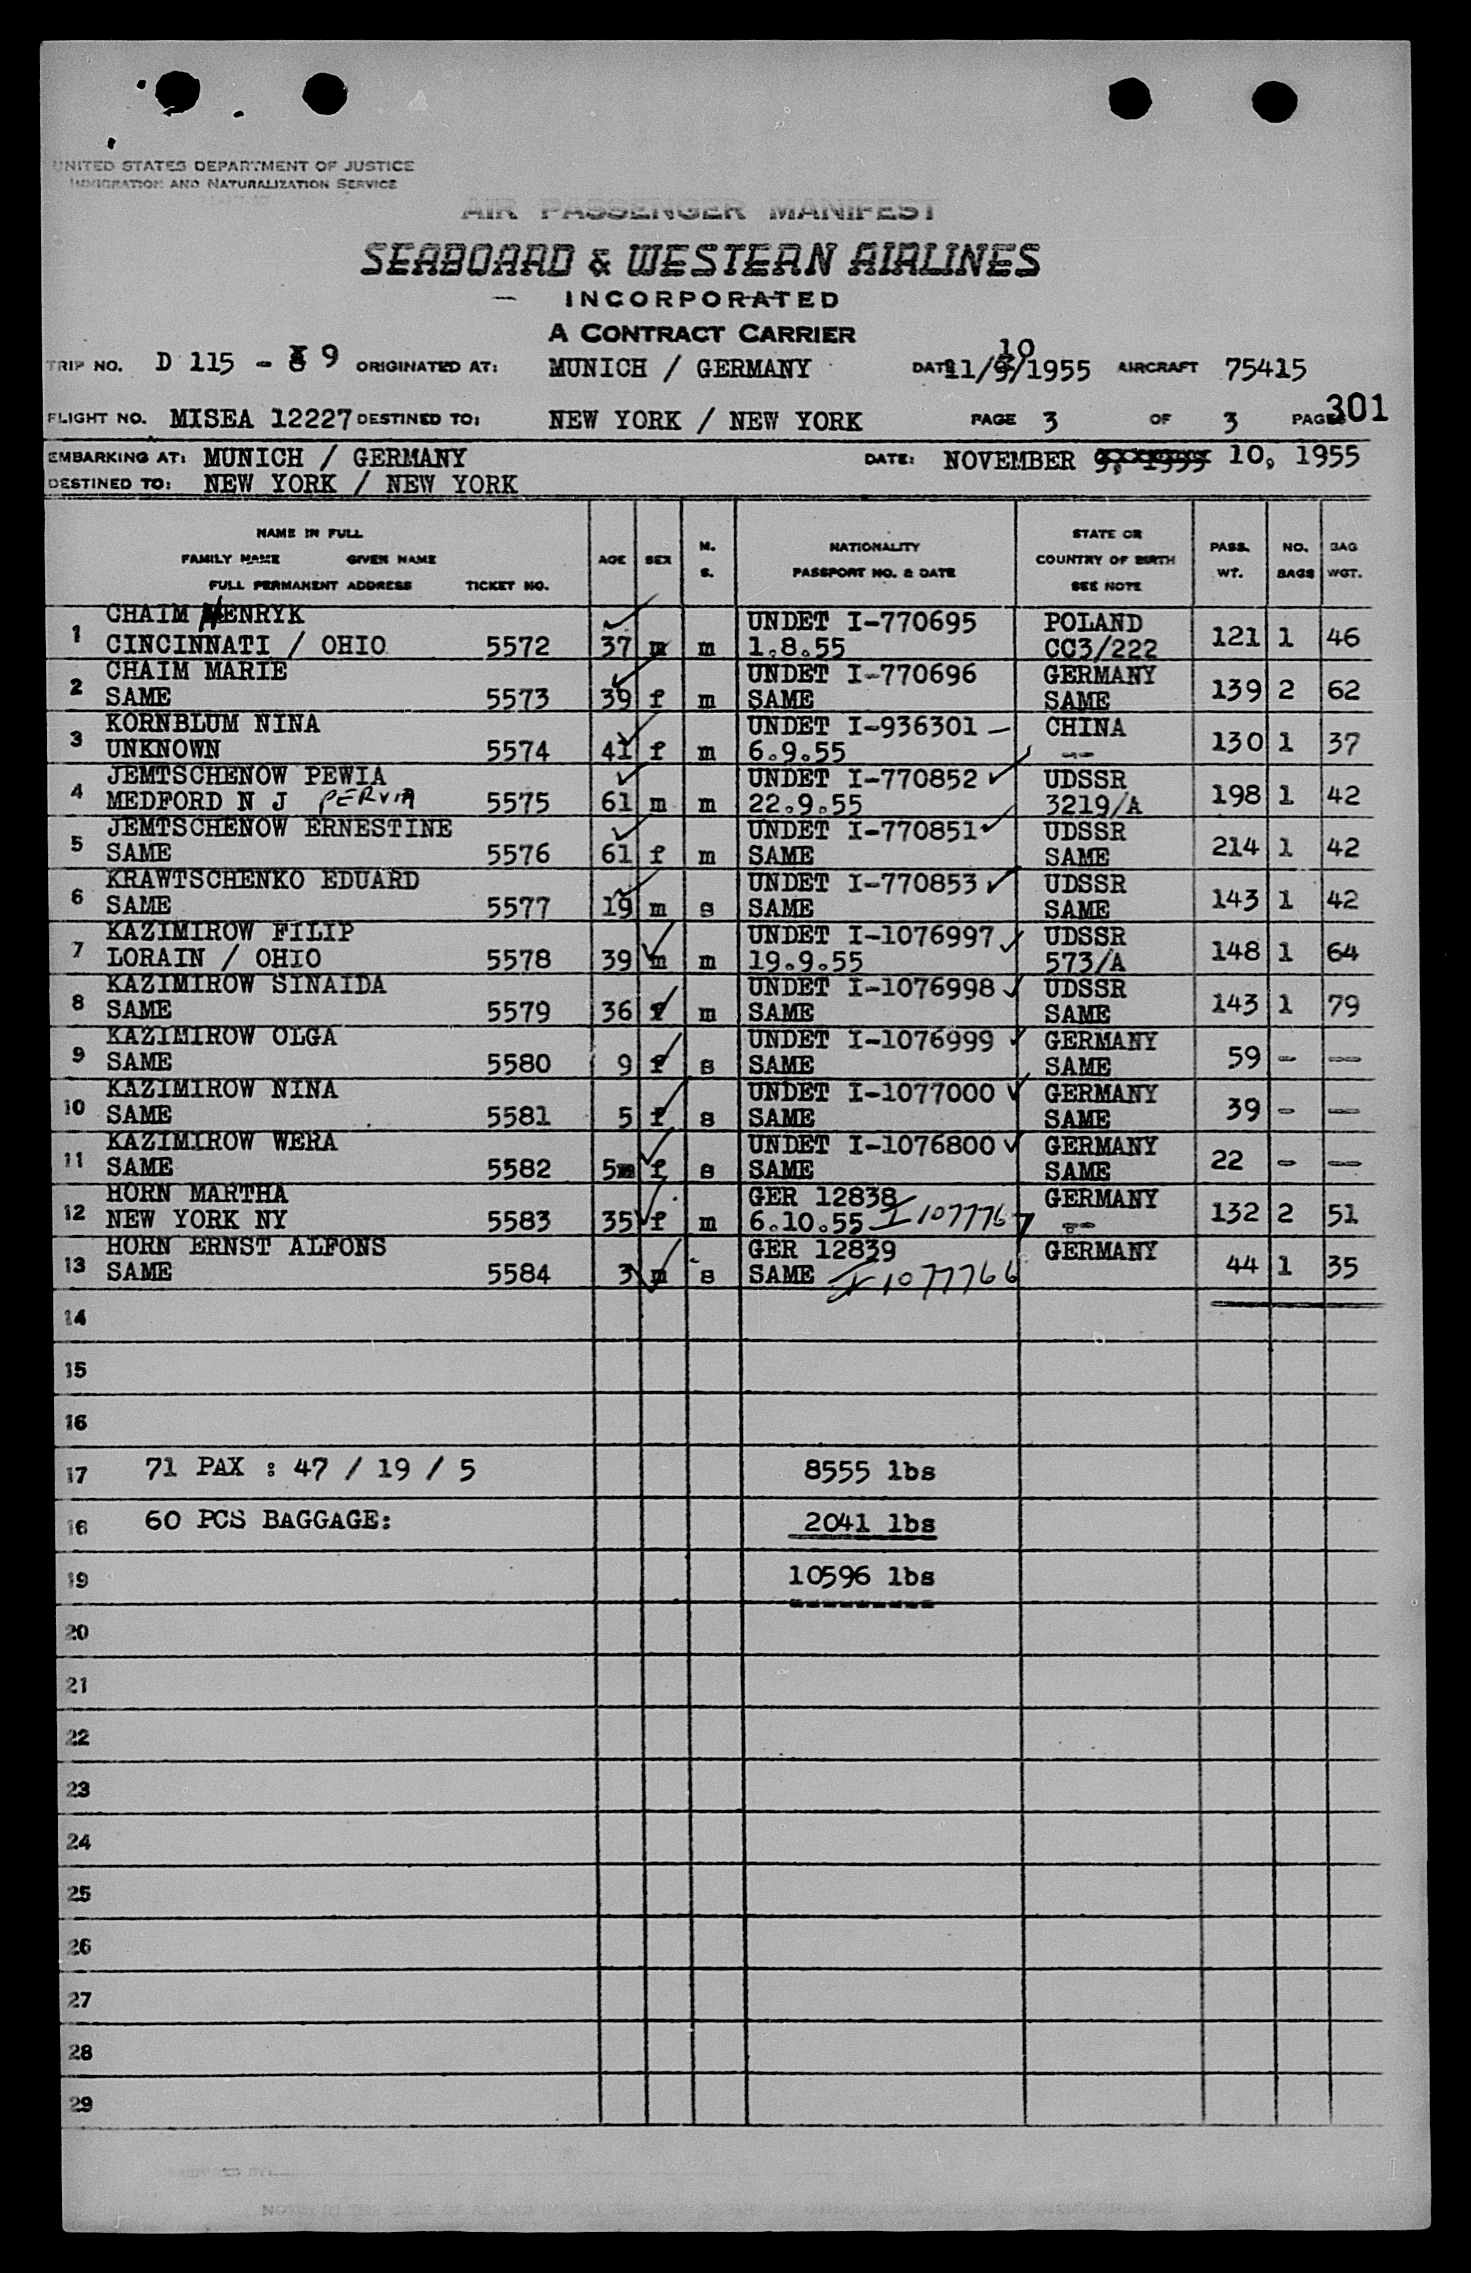 UNITED STATES DEPARTMENT OF JUSTICE
IMMIGRATION AND NATURALIZATION SERVICE
AIR PASSENGER MANIFEST
SEABOARD & WESTERN AIRLINES
INCORPORATED
A CONTRACT CARRIER
TRIP NO. D 115 - 8 9 ORIGINATED AT: MUNICH / GERMANY DATE 11/9/1955 10 AIRCRAFT 75415
FLIGHT NO. MISEA 12227 DESTINED TO: NEW YORK / NEW YORK PAGE 3 OF 3 PAGES 301
EMBARKING AT: MUNICH / GERMANY DATE: NOVEMBER 9, 1955 10, 1955
DESTINED TO: NEW YORK / NEW YORK
NAME IN FULL
FAMILY NAME GIVEN NAME
FULL PERMANENT ADDRESS TICKET NO. AGE SEX M. S. NATIONALITY PASSPORT NO. & DATE STATE OR COUNTRY OF BIRTH SEE NOTE PASS. WT. NO. BAGS BAG WGT.
CHAIM HENRYK UNDET I-770695 POLAND
1 CINCINNATI / OHIO 5572 37 m m 1.8.55 CC3/222 121 1 46
CHAIM MARIE UNDET I-770696 GERMANY
2 SAME 5573 39 f m SAME SAME 139 2 62
KORNBLUM NINA UNDET I-936301 — CHINA
3 UNKNOWN 5574 41 f m 6.9.55 -- 130 1 37
JEMTSCHENOW PEWIA UNDET I-770852 ✓ UDSSR
4 MEDFORD N J PERVIA 5575 61 m m 22.9.55 3219/A 198 1 42
JEMTSCHENOW ERNESTINE UNDET I-770851 ✓ UDSSR
5 SAME 5576 61 f m SAME SAME 214 1 42
KRAWTSCHENKO EDUARD UNDET I-770853 ✓ UDSSR
6 SAME 5577 19 m s SAME SAME 143 1 42
KAZIMIROW FILIP UNDET I-1076997 ✓ UDSSR
7 LORAIN / OHIO 5578 39 m m 19.9.55 573/A 148 1 64
KAZIMIROW SINAIDA UNDET I-1076998 ✓ UDSSR
8 SAME 5579 36 f m SAME SAME 143 1 79
KAZIMIROW OLGA UNDET I-1076999 ✓ GERMANY
9 SAME 5580 9 f s SAME SAME 59 - --
KAZIMIROW NINA UNDET I-1077000 ✓ GERMANY
10 SAME 5581 5 f s SAME SAME 39 - --
KAZIMIROW WERA UNDET I-1076800 ✓ GERMANY
11 SAME 5582 5m f s SAME SAME 22 - --
HORN MARTHA GER 12838 GERMANY
12 NEW YORK NY 5583 35 f m 6.10.55 I 1077767 -- 132 2 51
HORN ERNST ALFONS GER 12839 GERMANY
13 SAME 5584 3 m s SAME I 1077766 44 1 35
14
15
16
17 71 PAX : 47 / 19 / 5 8555 lbs
18 60 PCS BAGGAGE: 2041 lbs
19 10596 lbs
20
21
22
23
24
25
26
27
28
29